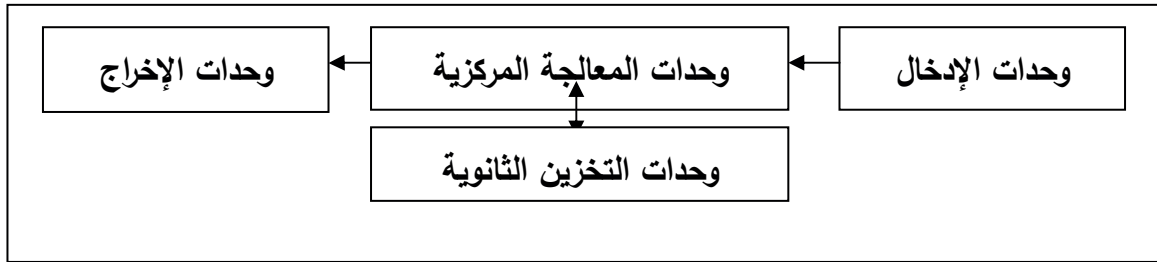 وحدات الإدخال
وحدات المعالجة المركزية
وحدات الإخراج
وحدات التخزين الثانوية